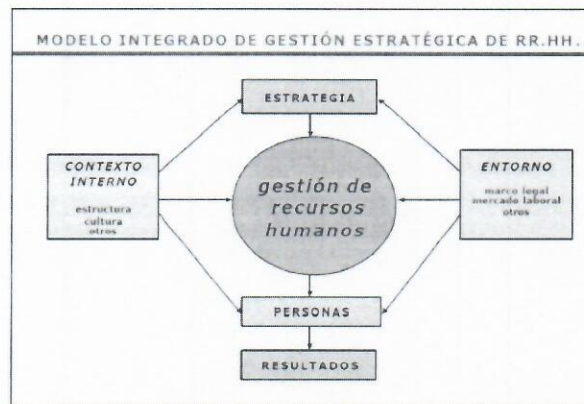 MODELO INTEGRADO DE GESTIÓN ESTRATÉGICA DE RR.HH.
ESTRATEGIA
CONTEXTO
INTERNO
estructura
cultura
otros
gestión de
recursos
humanos
ENTORNO
marco legal
mercado laboral
otros
PERSONAS
RESULTADOS